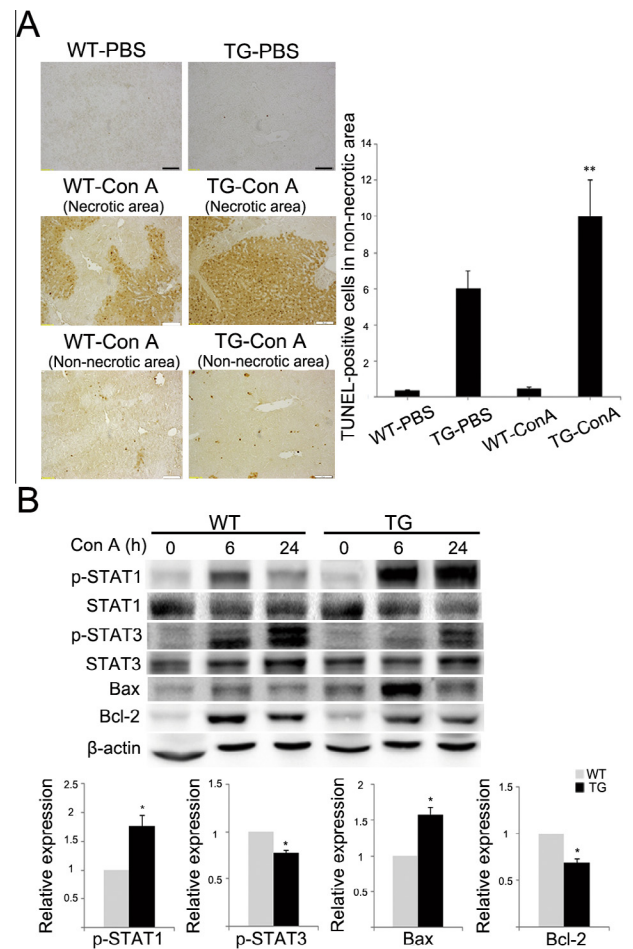 A
WT-PBS
TG-PBS
WT-Con A
(Necrotic area)
TG-Con A
(Necrotic area)
WT-Con A
(Non-necrotic area)
TG-Con A
(Non-necrotic area)
TUNEL-positive cells in non-necrotic area
14
12
10
8
6
4
2
**
WT-PBS
TG-PBS
WT-ConA
TG-ConA
B
WT TG
Con A (h) 0 6 24 0 6 24
p-STAT1
STAT1
p-STAT3
STAT3
Bax
Bcl-2
β-actin
Relative expression
2.5
2
1.5
1
0.5
*
p-STAT1
Relative expression
1.5
1
0.5
*
p-STAT3
Relative expression
2
1.5
1
0.5
*
Bax
Relative expression
1.5
1
0.5
*
Bcl-2
WT
TG